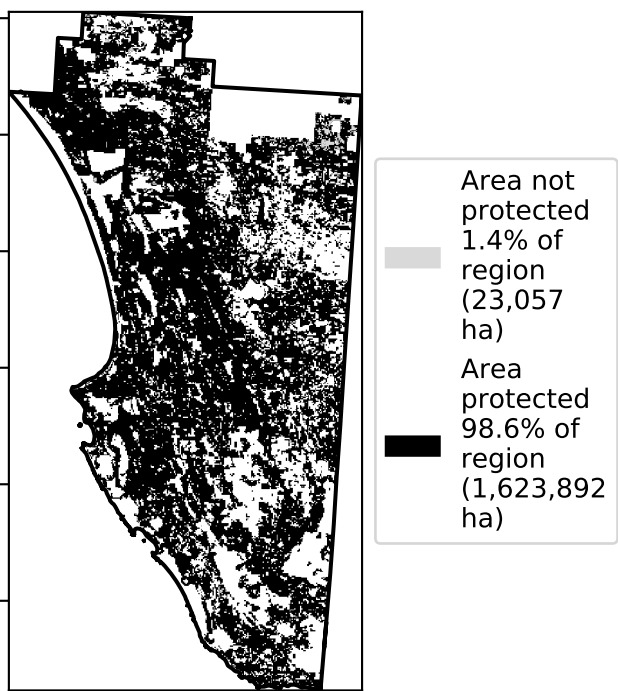 Area not
protected
1.4% of
region
(23,057
ha)
Area
protected
98.6% of
region
(1,623,892
ha)